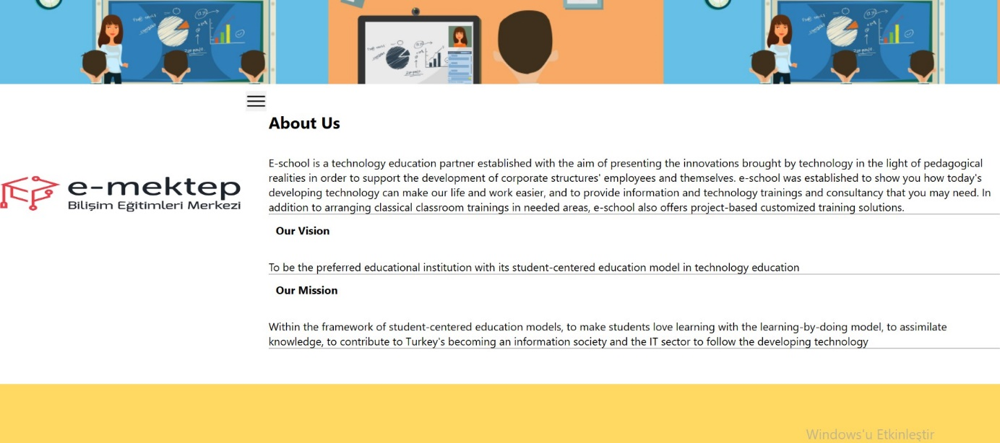 About Us
E-school is a technology education partner established with the aim of presenting the innovations brought by technology in the light of pedagogical
realities in order to support the development of corporate structures' employees and themselves. e-school was established to show you how today's
developing technology can make our life and work easier, and to provide information and technology trainings and consultancy that you may need. In
addition to arranging classical classroom trainings in needed areas, e-school also offers project-based customized training solutions.
e-mektep
Bilişim Eğitimleri Merkezi
Our Vision
To be the preferred educational institution with its student-centered education model in technology education
Our Mission
Within the framework of student-centered education models, to make students love learning with the learning-by-doing model, to assimilate
knowledge, to contribute to Turkey's becoming an information society and the IT sector to follow the developing technology
Windows'u Etkinleştir